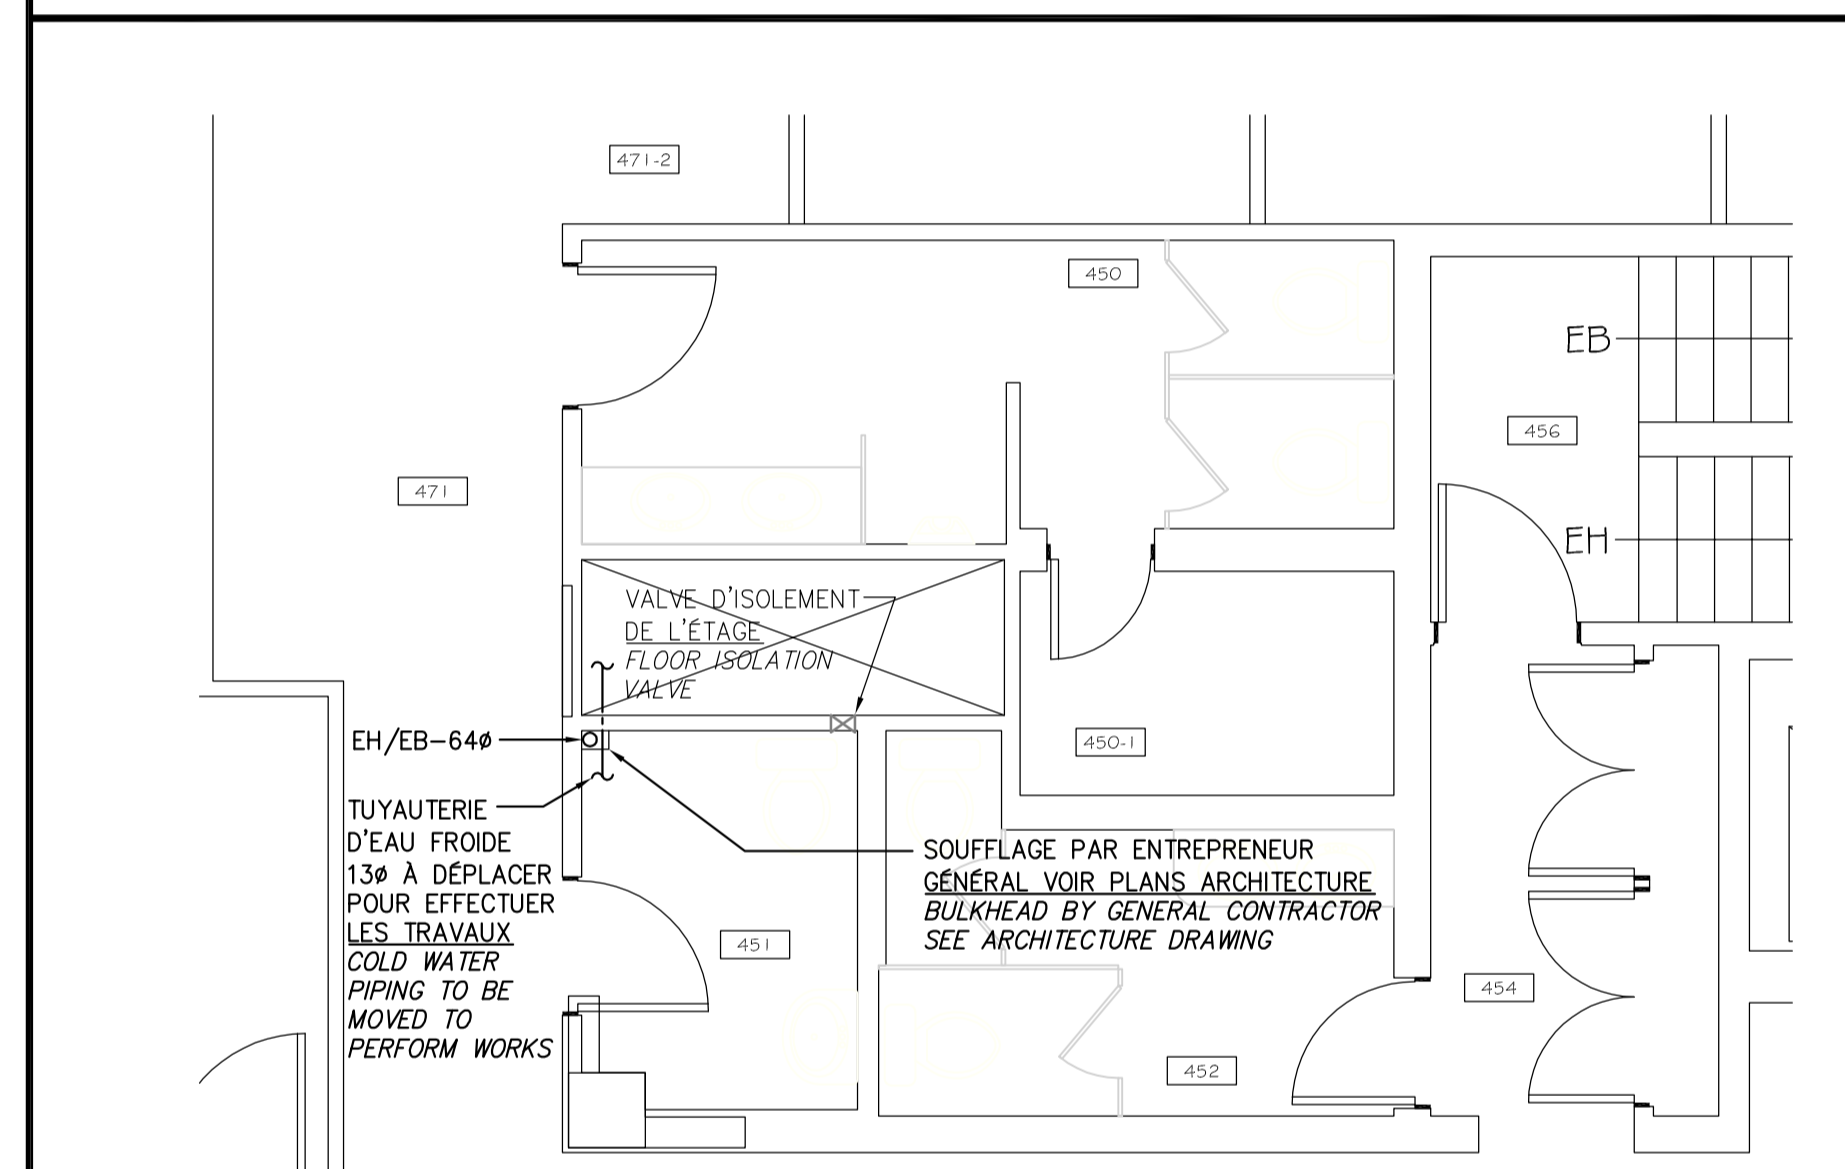 471-2
450
EB
456
471
EH
VALVE D'ISOLEMENT
DE L'ÉTAGE
FLOOR ISOLATION
VALVE
EH/EB-64ø
450-1
TUYAUTERIE
D'EAU FROIDE
13ø À DÉPLACER
POUR EFFECTUER
LES TRAVAUX
COLD WATER
PIPING TO BE
MOVED TO
PERFORM WORKS
SOUFFLAGE PAR ENTREPRENEUR
GÉNÉRAL VOIR PLANS ARCHITECTURE
BULKHEAD BY GENERAL CONTRACTOR
SEE ARCHITECTURE DRAWING
451
454
452